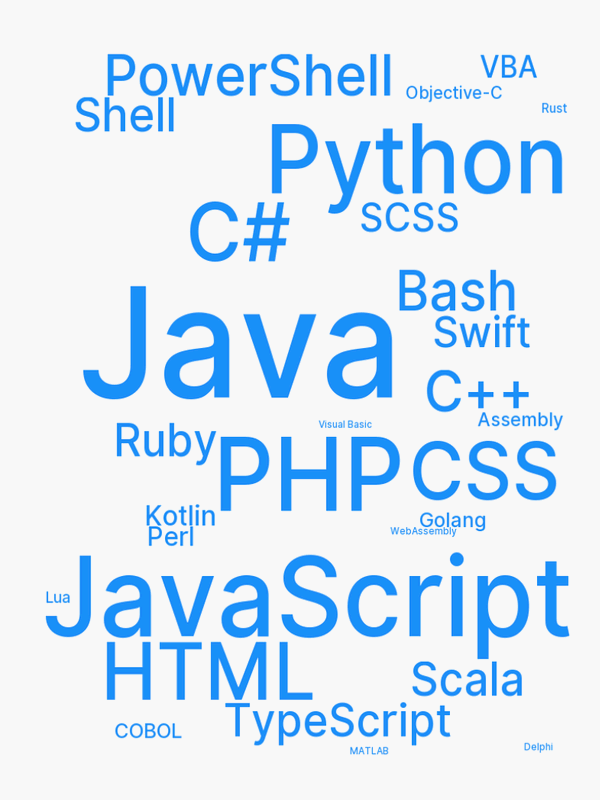 PowerShell
VBA
Objective-C
Rust
Shell
Python
SCSS
C#
Bash
Java
Swift
C++
Assembly
Visual Basic
Ruby
PHP
CSS
Kotlin
Golang
WebAssembly
Perl
JavaScript
Lua
HTML
Scala
TypeScript
COBOL
MATLAB
Delphi